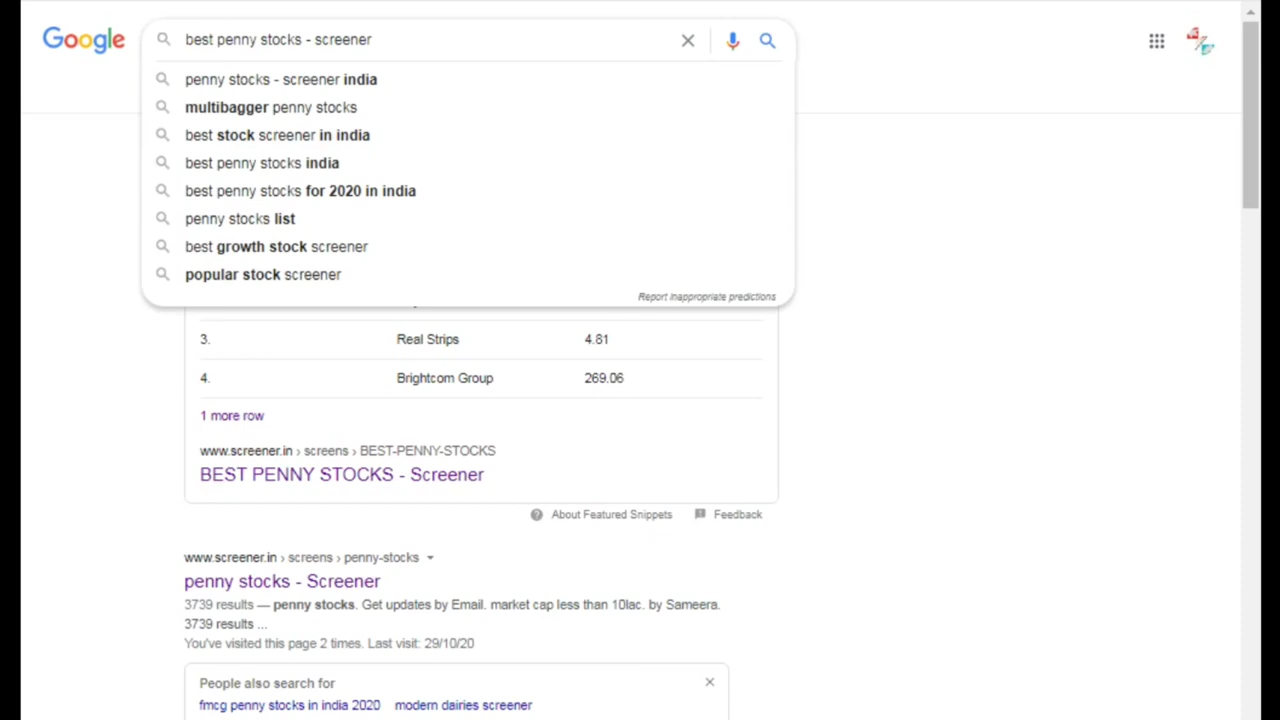 Google
best penny stocks - screener
penny stocks - screener india
multibagger penny stocks
best stock screener in india
best penny stocks india
best penny stocks for 2020 in india
penny stocks list
best growth stock screener
popular stock screener
Report inappropriate predictions
3. Real Strips 4.81
4. Brightcom Group 269.06
1 more row
www.screener.in › screens › BEST-PENNY-STOCKS
BEST PENNY STOCKS - Screener
About Featured Snippets Feedback
www.screener.in › screens › penny-stocks
penny stocks - Screener
3739 results — penny stocks. Get updates by Email. market cap less than 10lac. by Sameera.
3739 results ...
You've visited this page 2 times. Last visit: 29/10/20
People also search for
fmcg penny stocks in india 2020 modern dairies screener